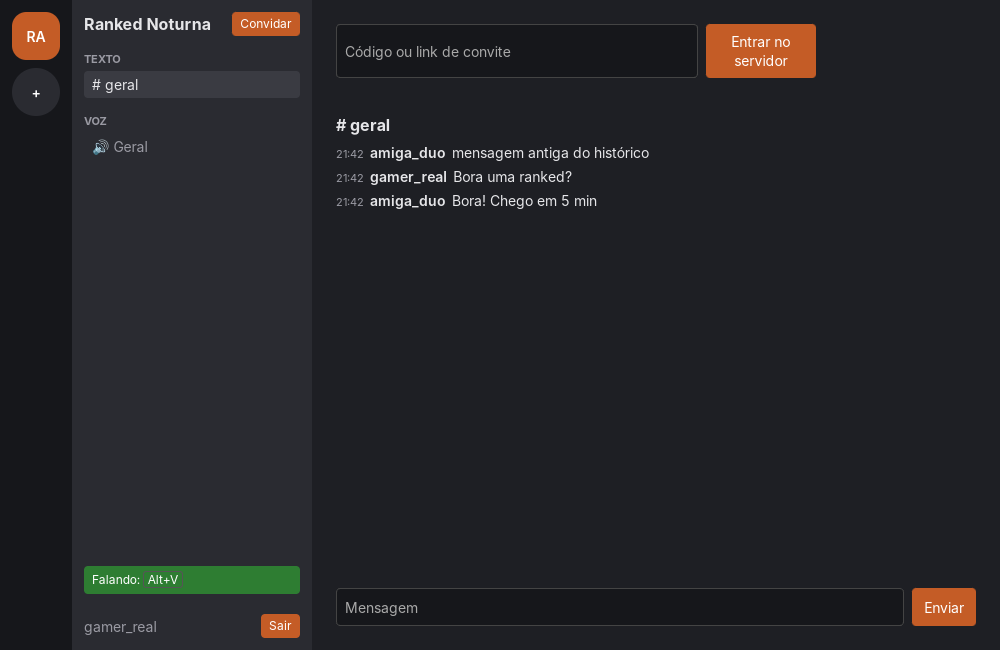 RA
+
Ranked Noturna
Convidar
TEXTO
# geral
VOZ
🔊 Geral
Falando: Alt+V
gamer_real
Sair
Código ou link de convite
Entrar no
servidor
# geral
21:42 amiga_duo mensagem antiga do histórico
21:42 gamer_real Bora uma ranked?
21:42 amiga_duo Bora! Chego em 5 min
Mensagem
Enviar